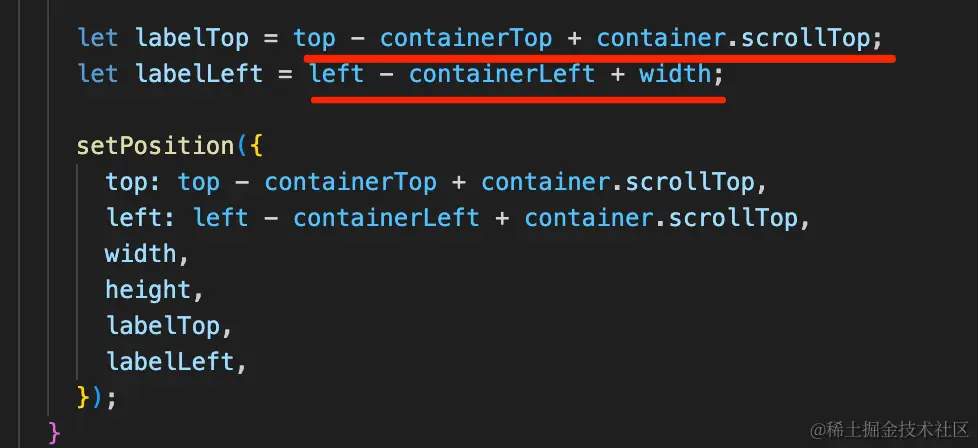 let labelTop = top - containerTop + container.scrollTop;
let labelLeft = left - containerLeft + width;
setPosition({
top: top - containerTop + container.scrollTop,
left: left - containerLeft + container.scrollTop,
width,
height,
labelTop,
labelLeft,
});
}
@稀土掘金技术社区